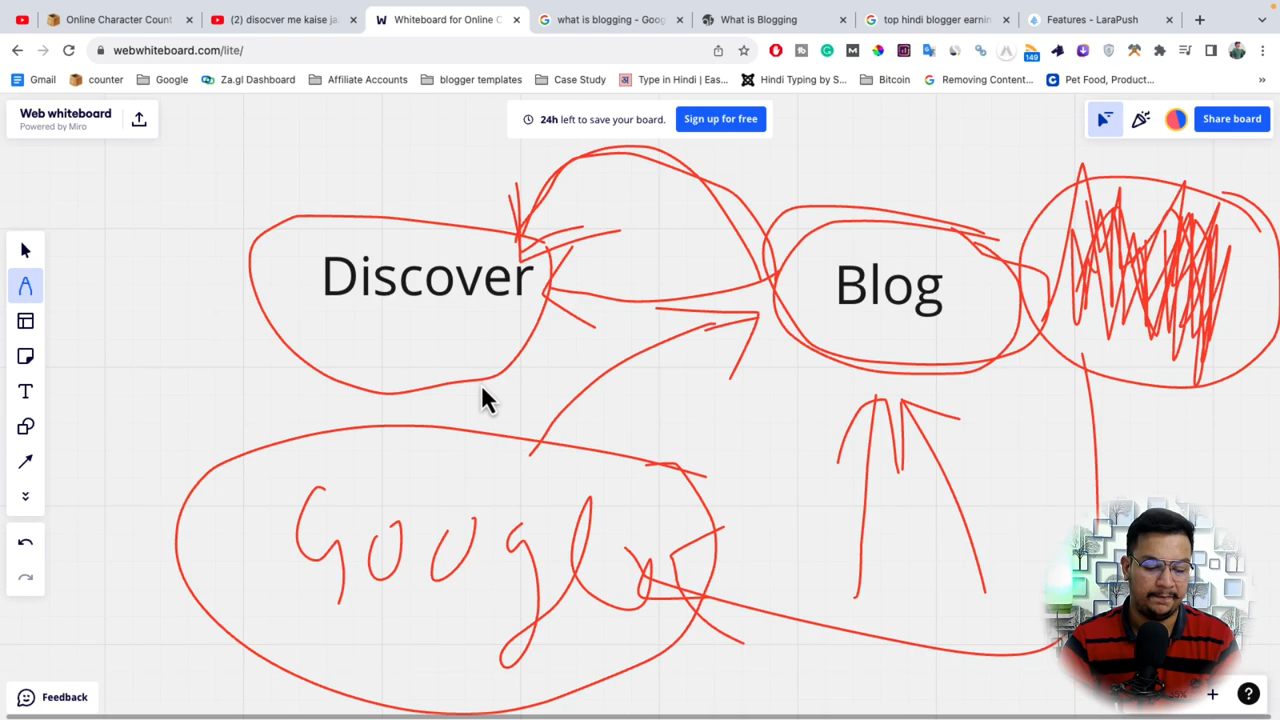 Online Character Count
(2) disocver me kaise ja
Whiteboard for Online C
what is blogging - Goog
What is Blogging
top hindi blogger earnin
Features - LaraPush
webwhiteboard.com/lite/
149
Gmail
counter
Google
Za.gl Dashboard
Affiliate Accounts
blogger templates
Case Study
Type in Hindi | Eas...
Hindi Typing by S...
Bitcoin
Removing Content...
Pet Food, Product...
»
Web whiteboard
Powered by Miro
24h left to save your board.
Sign up for free
Share board
Discover
Blog
Google
Feedback